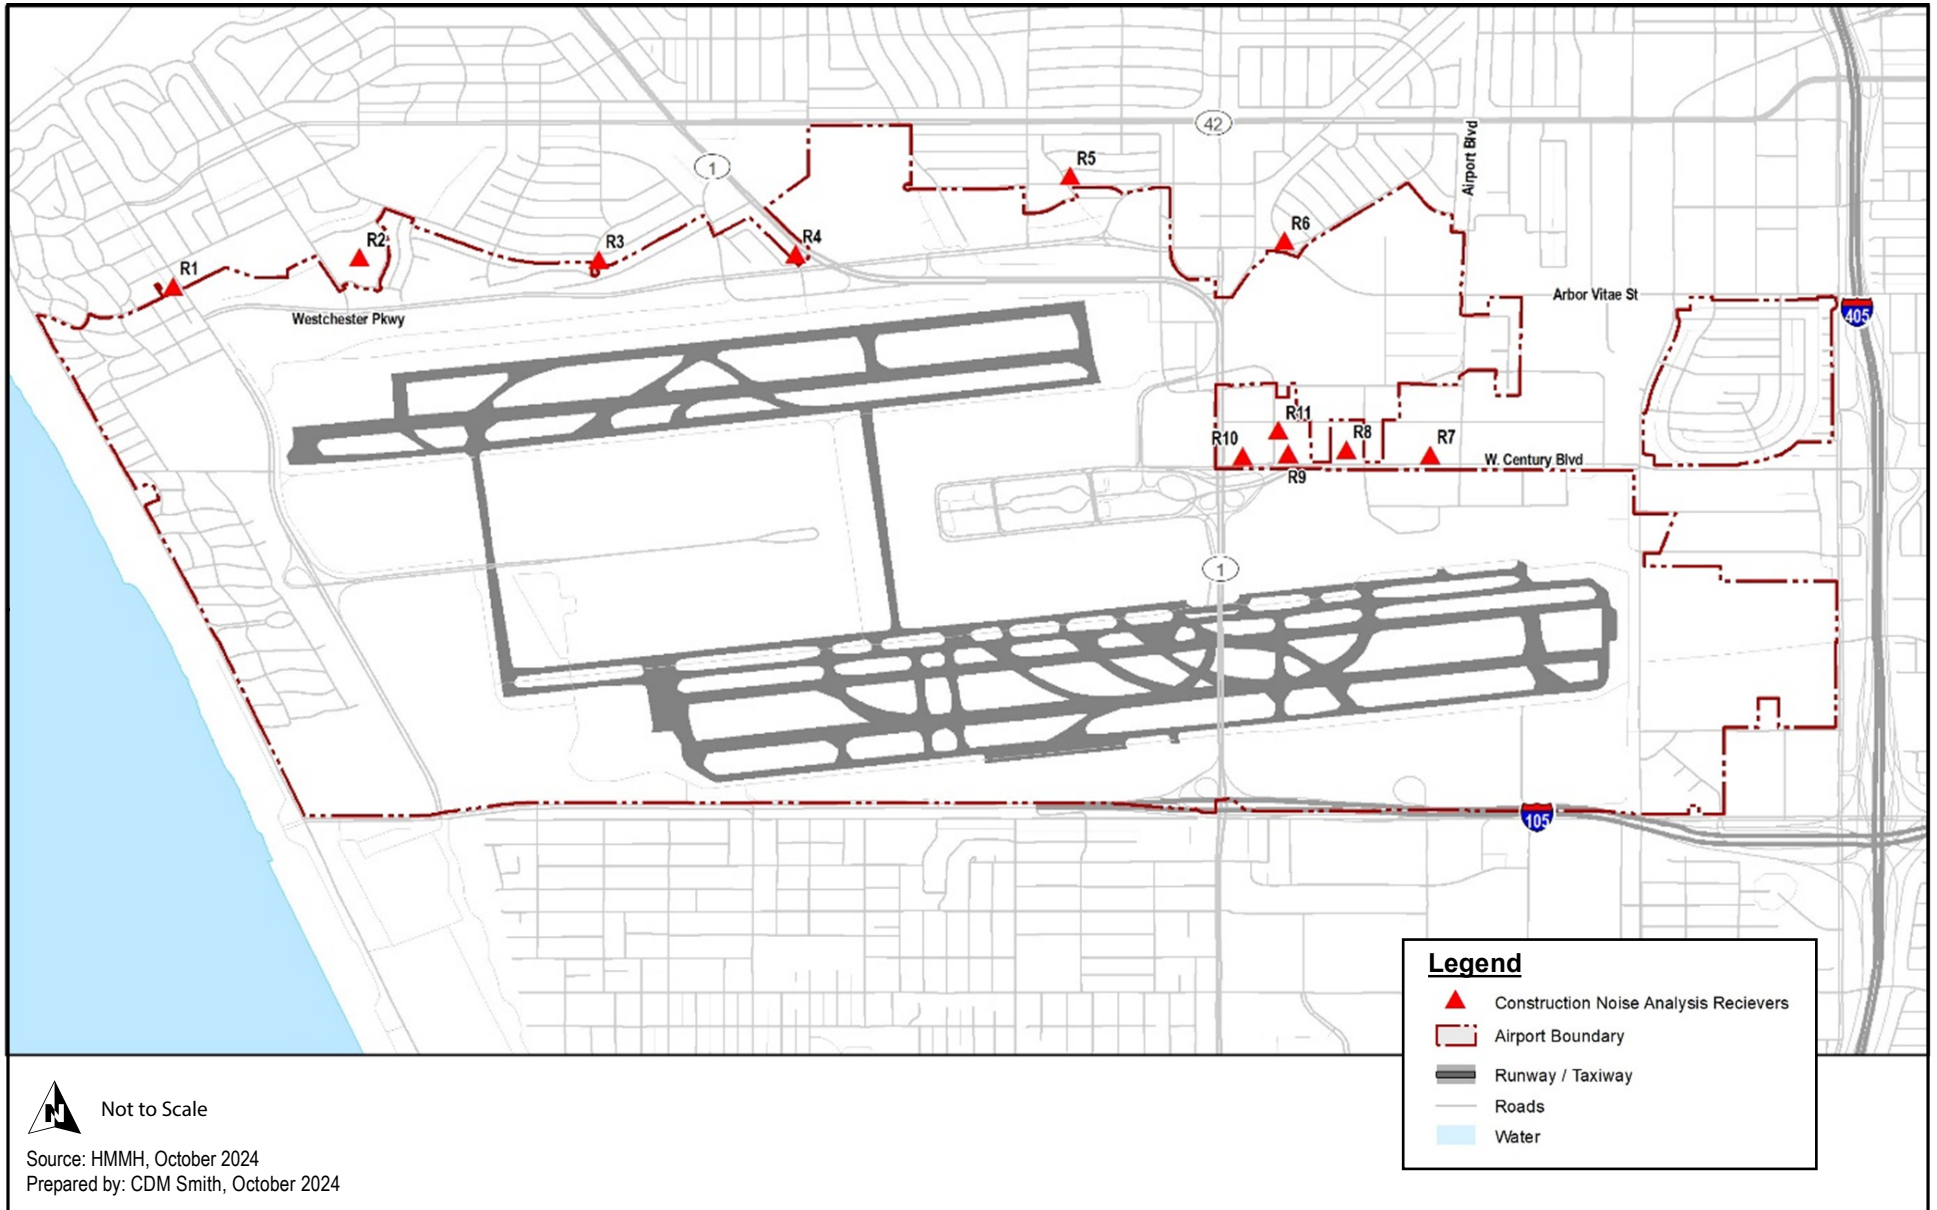 42
Airport Blvd
1
R5
R6
R4
R3
R2
R1
Westchester Pkwy
Arbor Vitae St
405
R11
R10
R8
R7
R9
W. Century Blvd
1
105
Legend
Construction Noise Analysis Recievers
Airport Boundary
Runway / Taxiway
Roads
Water
N
Not to Scale
Source: HMMH, October 2024
Prepared by: CDM Smith, October 2024